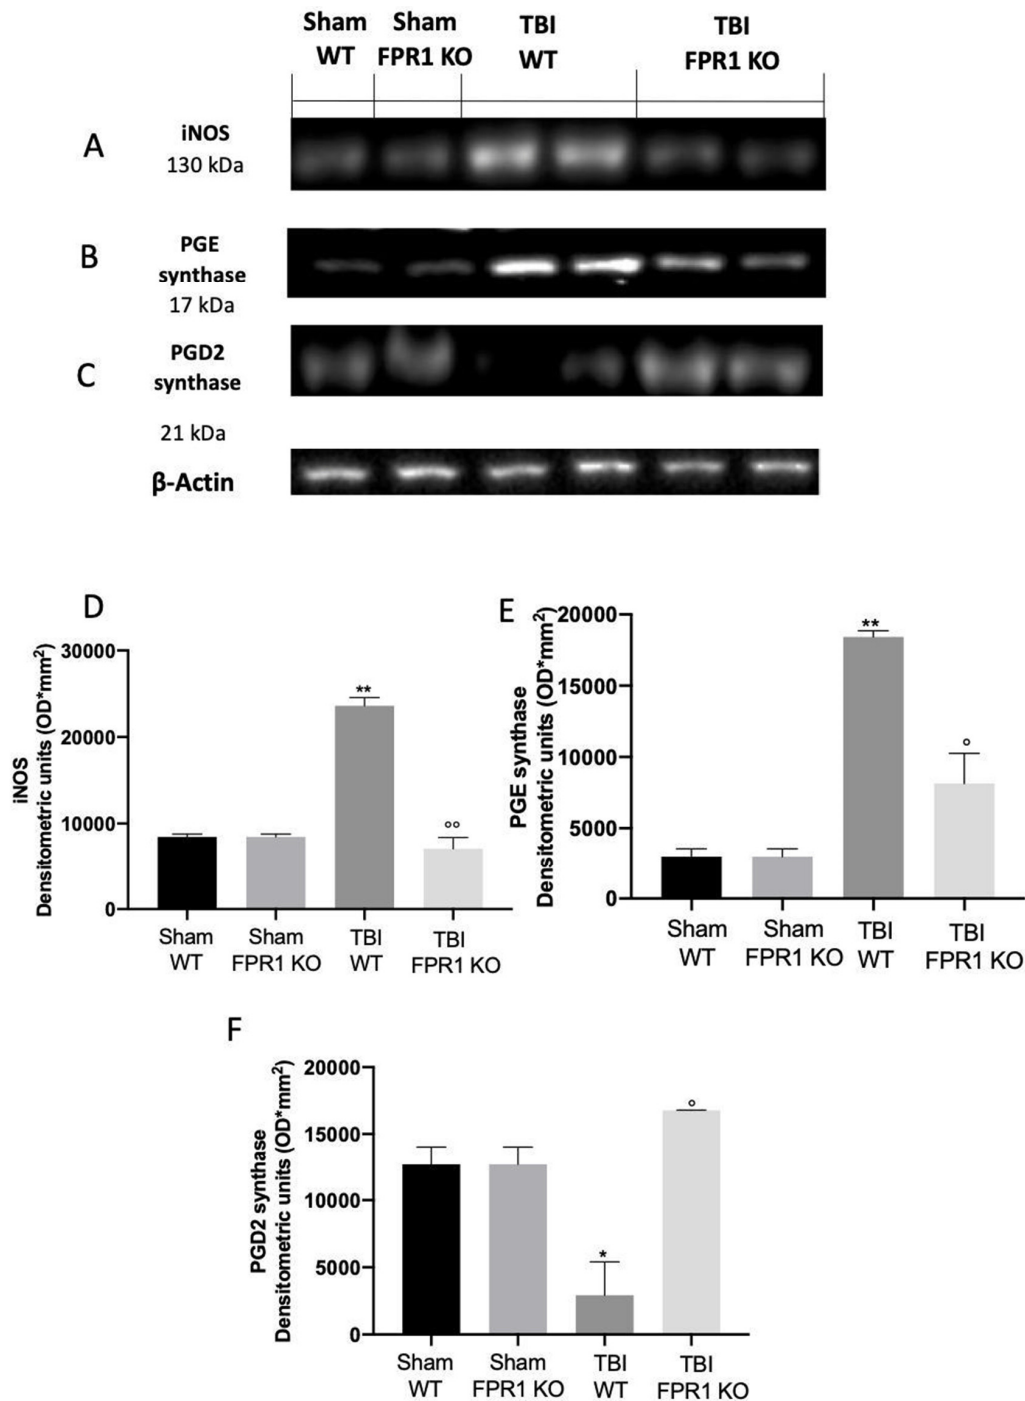 Sham
WT
Sham
FPR1 KO
TBI
WT
TBI
FPR1 KO
A
iNOS
130 kDa
B
PGE
synthase
17 kDa
C
PGD2
synthase
21 kDa
β-Actin
D
iNOS
Densitometric units (OD*mm²)
30000
20000
10000
0
**
°°
Sham
WT
Sham
FPR1 KO
TBI
WT
TBI
FPR1 KO
E
PGE synthase
Densitometric units (OD*mm²)
20000
15000
10000
5000
0
**
°
Sham
WT
Sham
FPR1 KO
TBI
WT
TBI
FPR1 KO
F
PGD2 synthase
Densitometric units (OD*mm²)
20000
15000
10000
5000
0
*
°
Sham
WT
Sham
FPR1 KO
TBI
WT
TBI
FPR1 KO